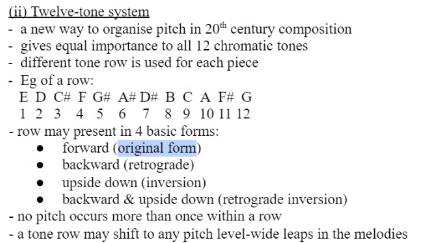 (ii) Twelve-tone system
- a new way to organise pitch in 20th century composition
- gives equal importance to all 12 chromatic tones
- different tone row is used for each piece
- Eg of a row:
E D C# F G# A# D# B C A F# G
1 2 3 4 5 6 7 8 9 10 11 12
- row may present in 4 basic forms:
● forward (original form)
● backward (retrograde)
● upside down (inversion)
● backward & upside down (retrograde inversion)
- no pitch occurs more than once within a row
- a tone row may shift to any pitch level-wide leaps in the melodies